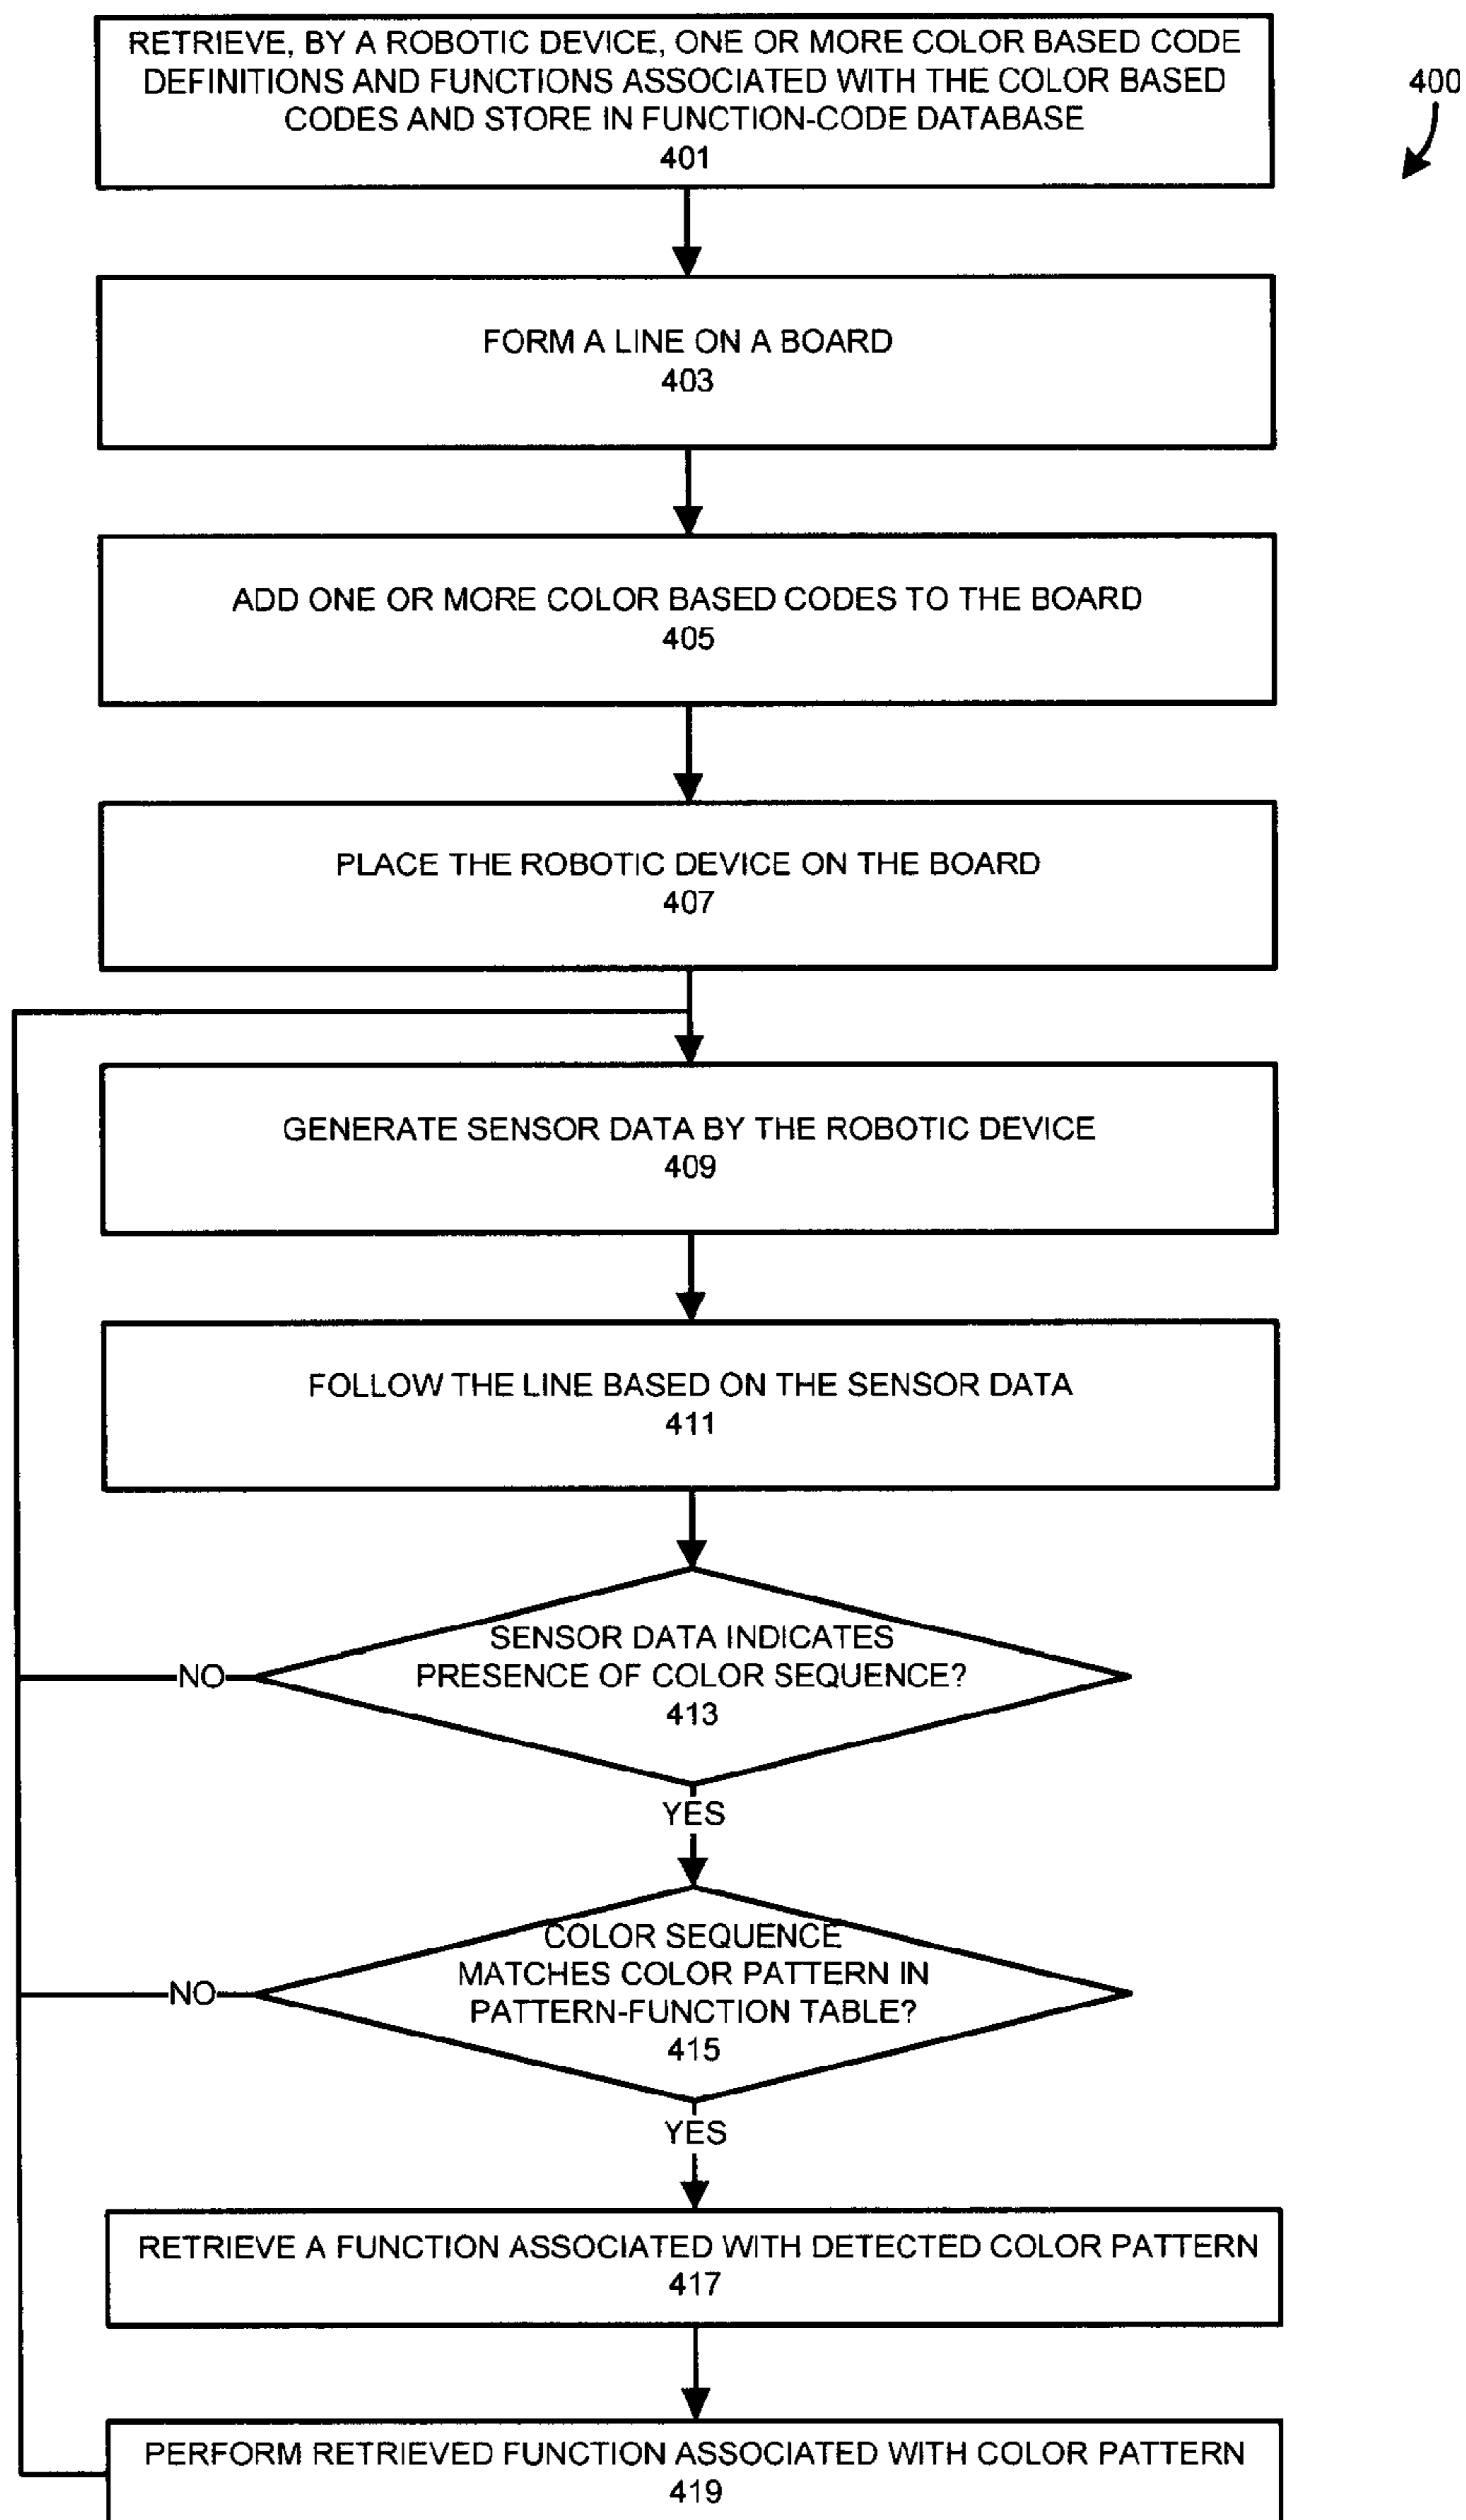 RETRIEVE, BY A ROBOTIC DEVICE, ONE OR MORE COLOR BASED CODE
DEFINITIONS AND FUNCTIONS ASSOCIATED WITH THE COLOR BASED
CODES AND STORE IN FUNCTION-CODE DATABASE
401
400
FORM A LINE ON A BOARD
403
ADD ONE OR MORE COLOR BASED CODES TO THE BOARD
405
PLACE THE ROBOTIC DEVICE ON THE BOARD
407
GENERATE SENSOR DATA BY THE ROBOTIC DEVICE
409
FOLLOW THE LINE BASED ON THE SENSOR DATA
411
SENSOR DATA INDICATES
PRESENCE OF COLOR SEQUENCE?
413
NO
YES
COLOR SEQUENCE
MATCHES COLOR PATTERN IN
PATTERN-FUNCTION TABLE?
415
NO
YES
RETRIEVE A FUNCTION ASSOCIATED WITH DETECTED COLOR PATTERN
417
PERFORM RETRIEVED FUNCTION ASSOCIATED WITH COLOR PATTERN
419